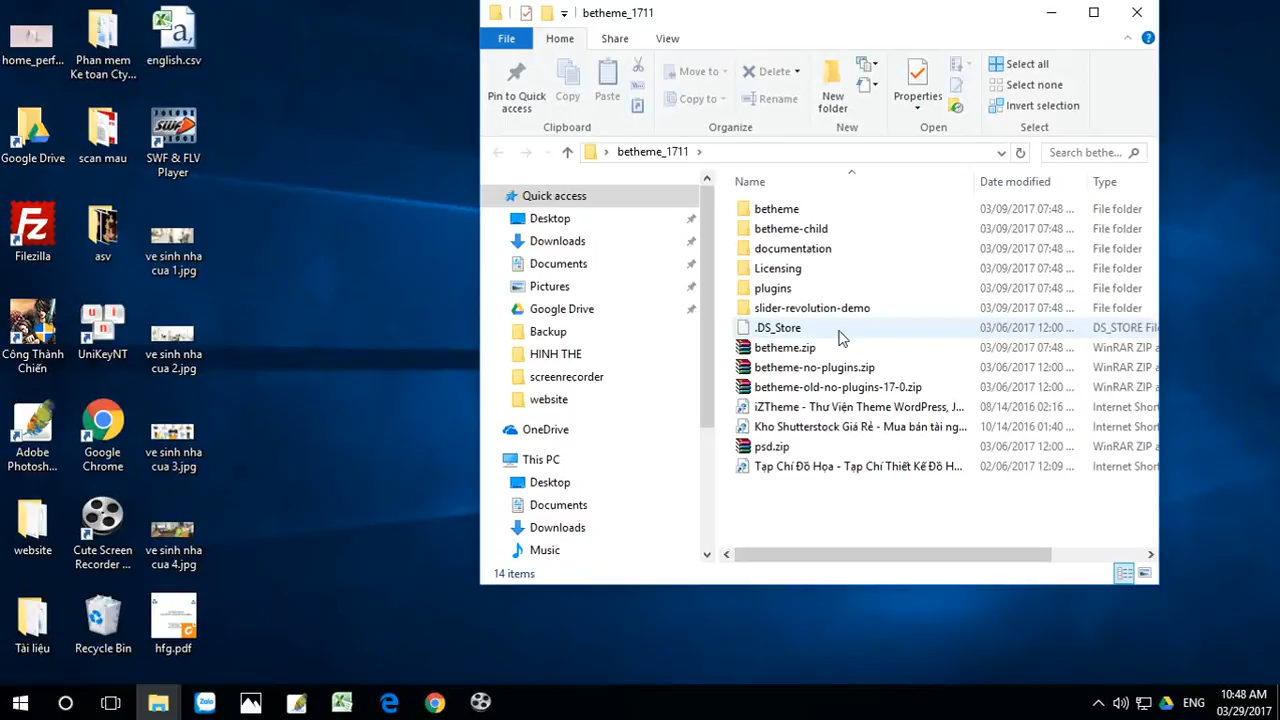 betheme_1711
File
Home
Share
View
Pin to Quick access
Copy
Paste
Move to
Copy to
Delete
Rename
New folder
Properties
Select all
Select none
Invert selection
Clipboard
Organize
New
Open
Select
betheme_1711
Search bethe...
Name
Date modified
Type
betheme 03/09/2017 07:48 ... File folder
betheme-child 03/09/2017 07:48 ... File folder
documentation 03/09/2017 07:48 ... File folder
Licensing 03/09/2017 07:48 ... File folder
plugins 03/09/2017 07:48 ... File folder
slider-revolution-demo 03/09/2017 07:48 ... File folder
.DS_Store 03/06/2017 12:00 ... DS_STORE File
betheme.zip 03/09/2017 07:48 ... WinRAR ZIP a
betheme-no-plugins.zip 03/06/2017 12:00 ... WinRAR ZIP a
betheme-old-no-plugins-17-0.zip 03/06/2017 12:00 ... WinRAR ZIP a
iZTheme - Thư Viện Theme WordPress, J... 08/14/2016 02:16 ... Internet Short
Kho Shutterstock Giá Rẻ - Mua bán tài ng... 10/14/2016 01:40 ... Internet Short
psd.zip 03/06/2017 12:00 ... WinRAR ZIP a
Tạp Chí Đồ Họa - Tạp Chí Thiết Kế Đồ H... 02/06/2017 12:09 ... Internet Short
Quick access
Desktop
Downloads
Documents
Pictures
Google Drive
Backup
HINH THE
screenrecorder
website
OneDrive
This PC
Desktop
Documents
Downloads
Music
14 items
home_perf...
Phan mem
Ke toan Cty...
english.csv
Google Drive
scan mau
SWF & FLV
Player
Filezilla
asv
ve sinh nha
cua 1.jpg
Công Thành
Chiến
UniKeyNT
ve sinh nha
cua 2.jpg
Adobe
Photosh...
Google
Chrome
ve sinh nha
cua 3.jpg
website
Cute Screen
Recorder ...
ve sinh nha
cua 4.jpg
Tài liệu
Recycle Bin
hfg.pdf
SWF
Zalo
ENG
10:48 AM
03/29/2017